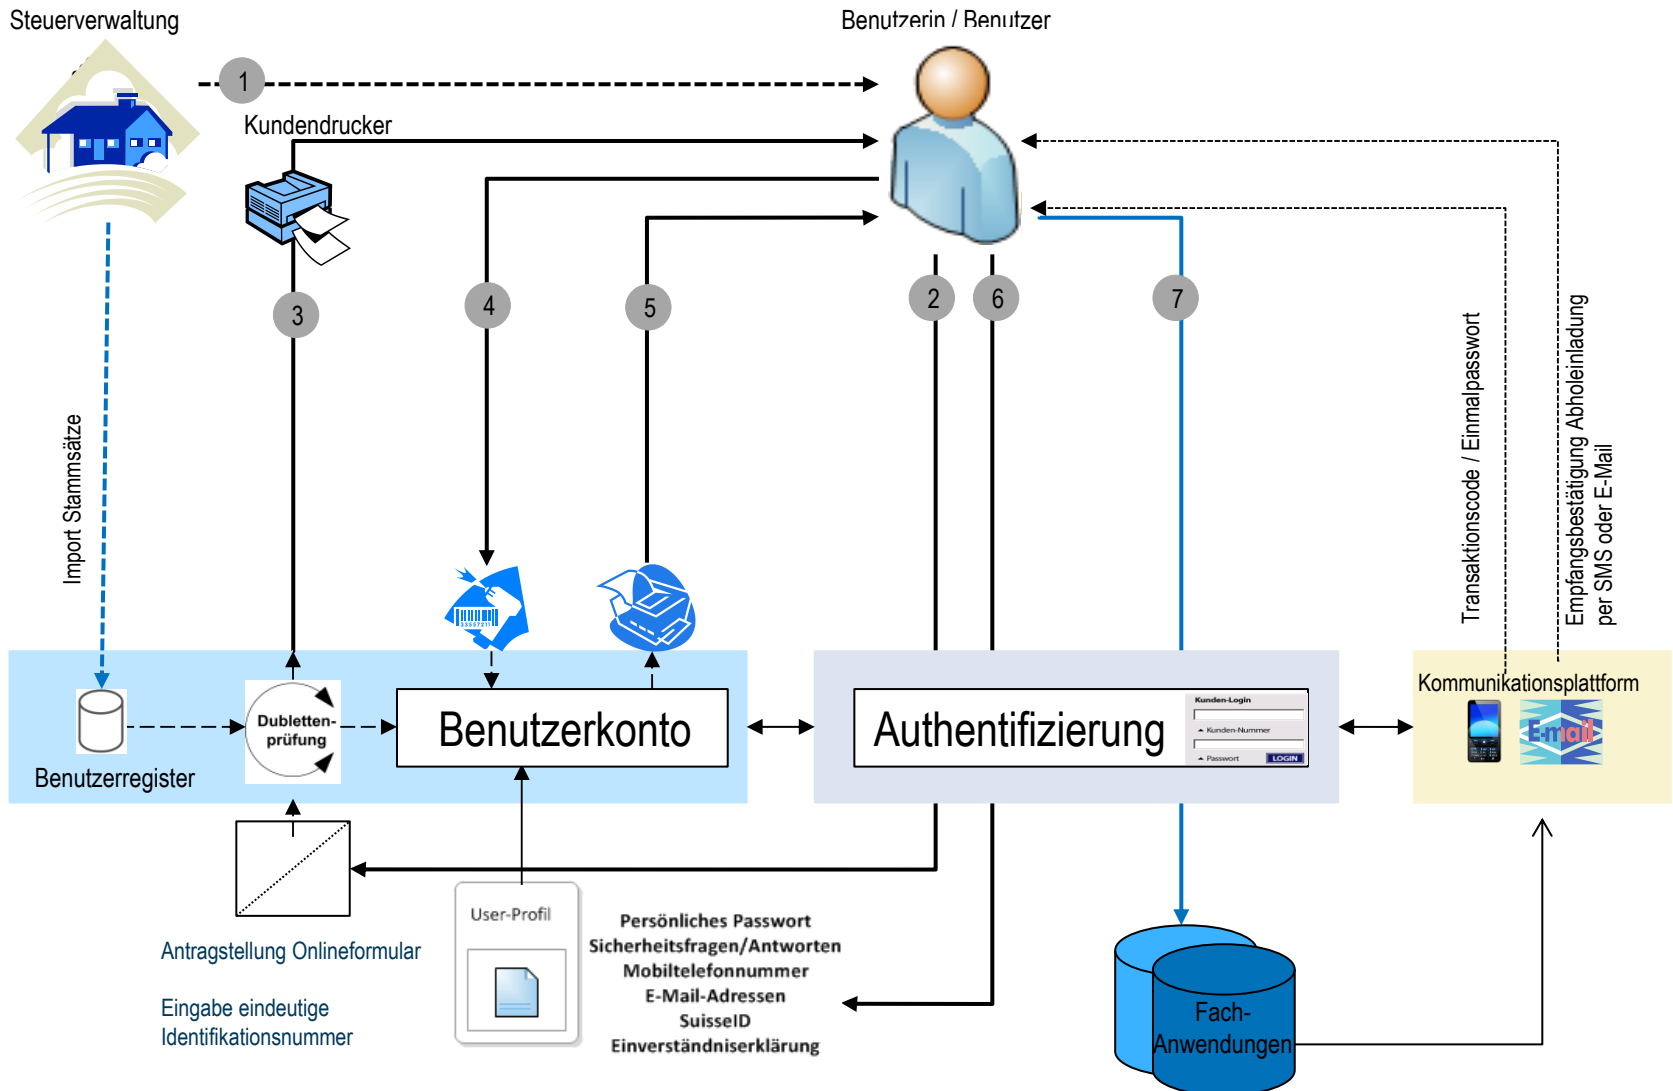 Steuerverwaltung
Benutzerin / Benutzer
1
Kundendrucker
3
4
5
2
6
7
Import Stammsätze
Transaktionscode / Einmalpasswort
Empfangsbestätigung Abholeinladung
per SMS oder E-Mail
33557211
Benutzerregister
Dubletten-
prüfung
Benutzerkonto
Authentifizierung
Kunden-Login
Kunden-Nummer
Passwort
LOGIN
Kommunikationsplattform
E-mail
Antragstellung Onlineformular
Eingabe eindeutige
Identifikationsnummer
User-Profil
Persönliches Passwort
Sicherheitsfragen/Antworten
Mobiltelefonnummer
E-Mail-Adressen
SuisseID
Einverständniserklärung
Fach-
Anwendungen